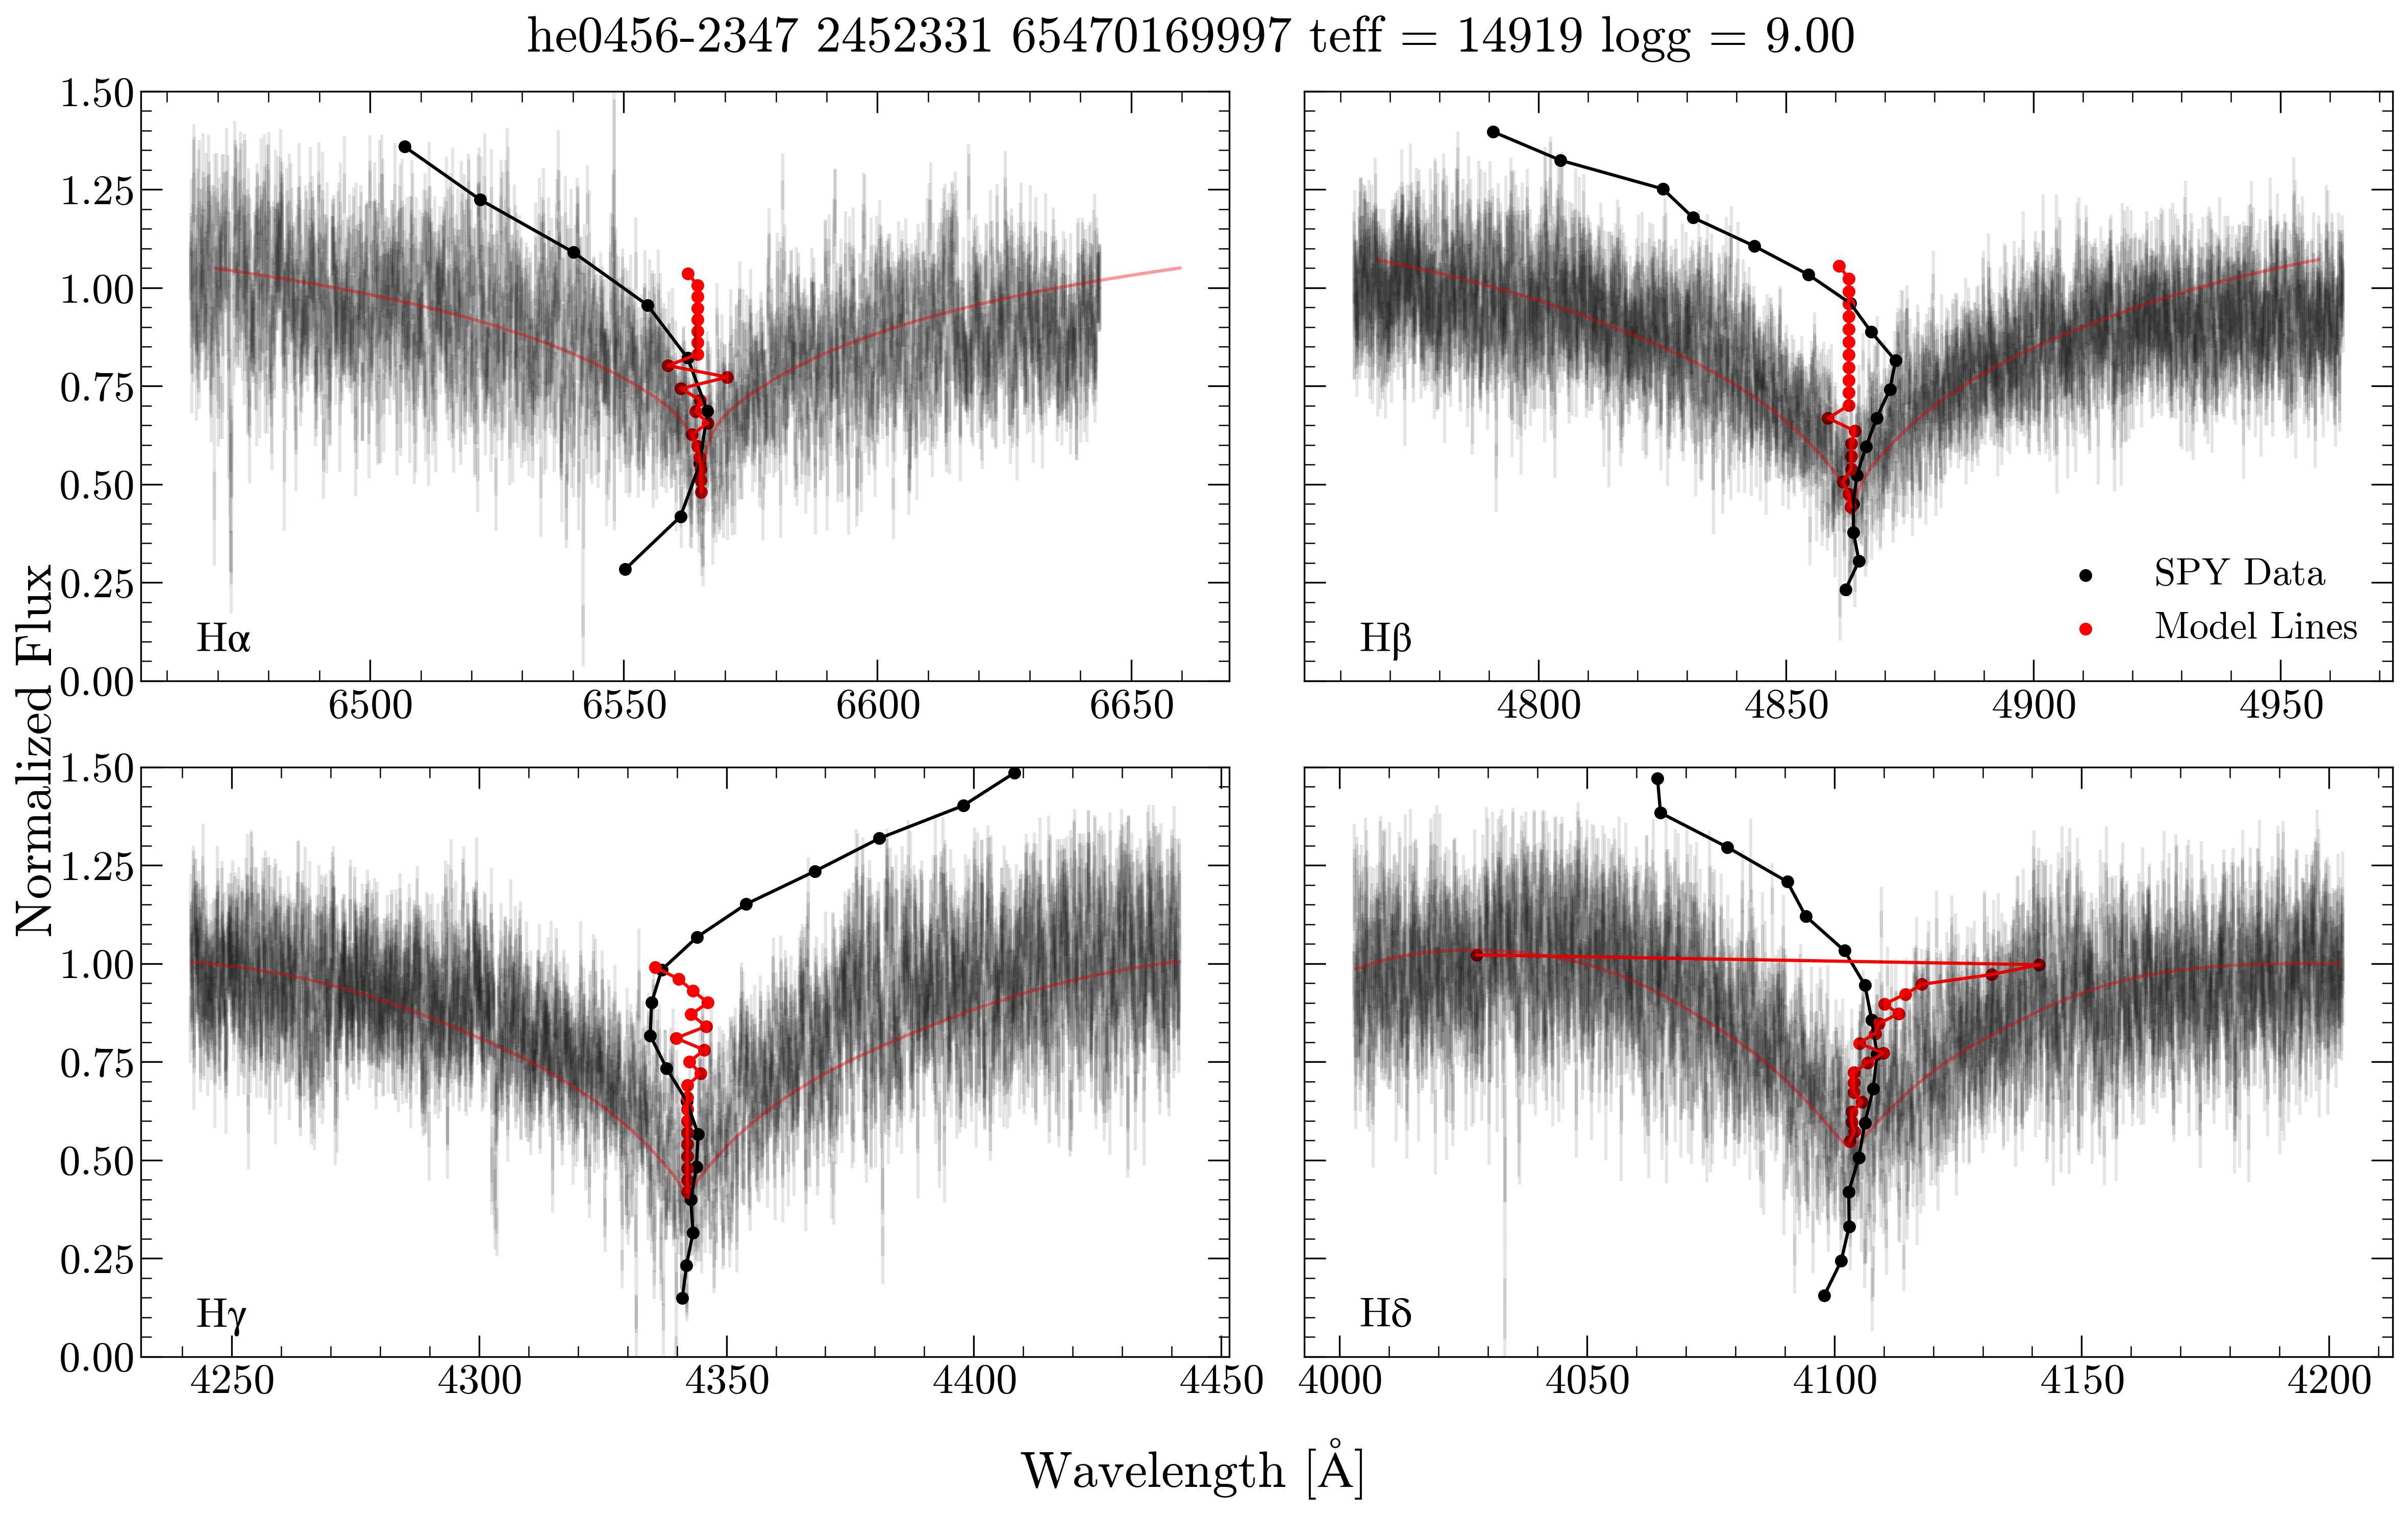 he0456-2347 2452331 65470169997 teff = 14919 logg = 9.00
Normalized Flux
1.50
1.25
1.00
0.75
0.50
0.25
0.00
Hα
6500 6550 6600 6650
Hβ
SPY Data
Model Lines
4800 4850 4900 4950
1.50
1.25
1.00
0.75
0.50
0.25
0.00
Hγ
4250 4300 4350 4400 4450
Hδ
4000 4050 4100 4150 4200
Wavelength [Å]